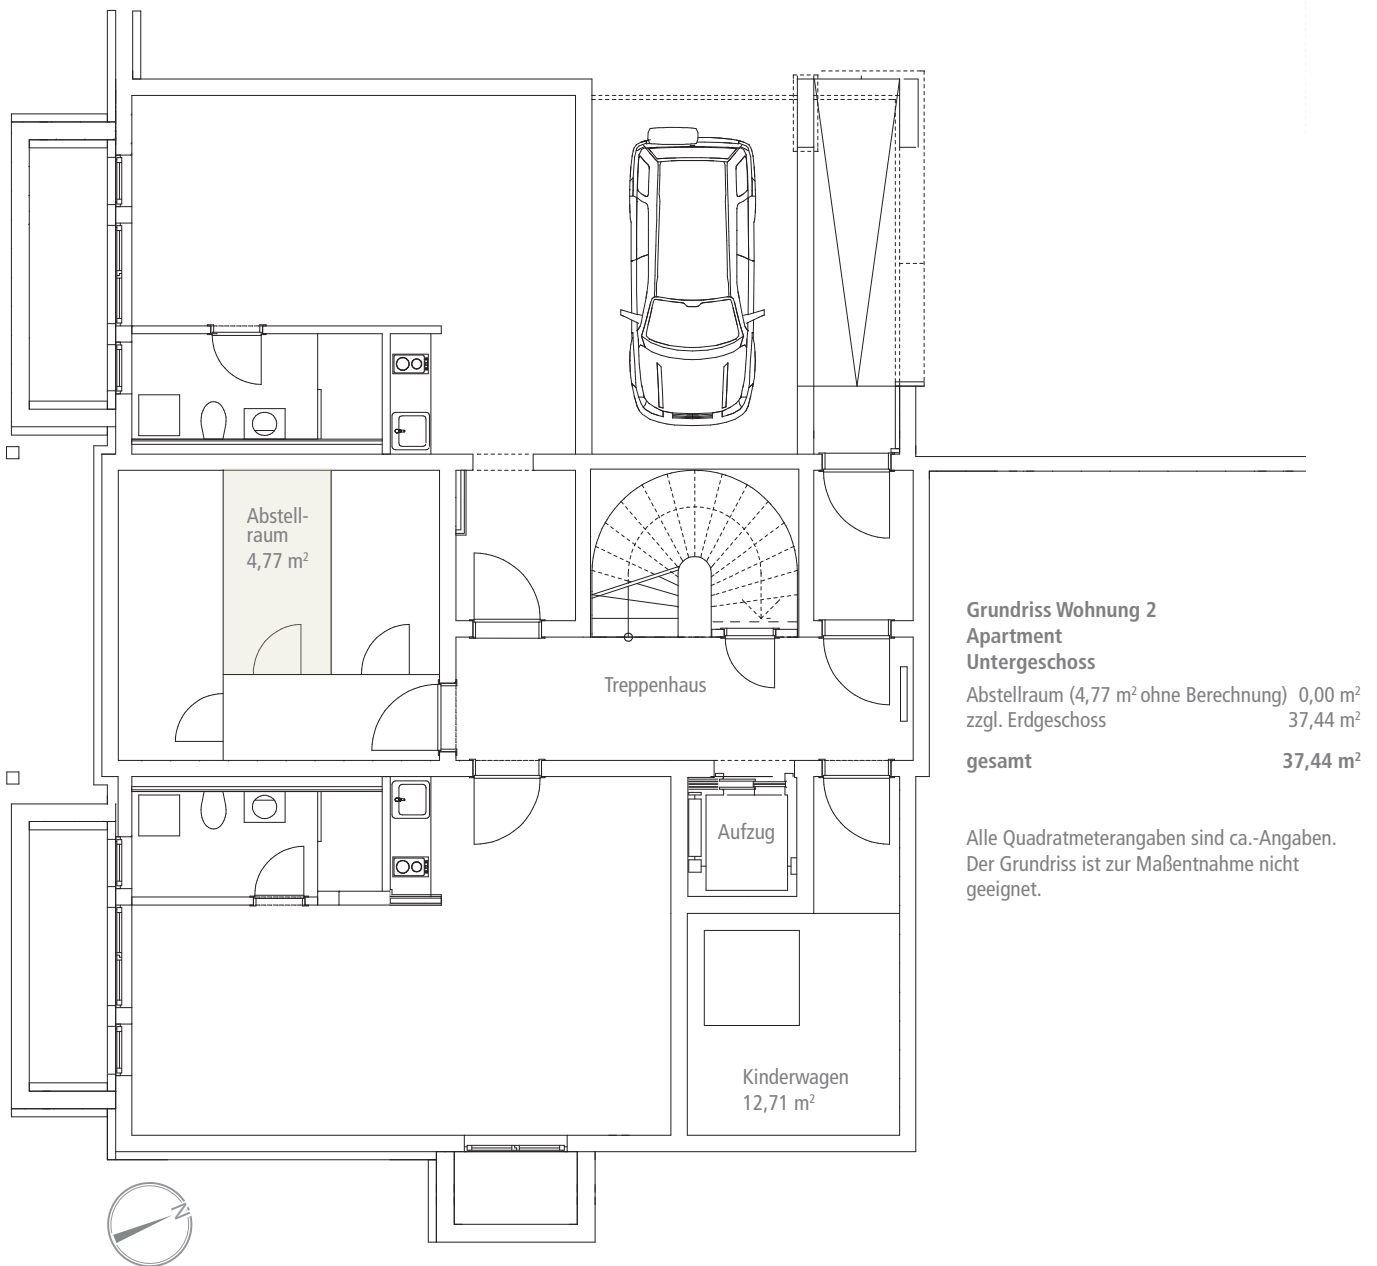 Abstell-
raum
4,77 m²
Treppenhaus
Aufzug
Kinderwagen
12,71 m²
N
Grundriss Wohnung 2
Apartment
Untergeschoss
Abstellraum (4,77 m² ohne Berechnung) 0,00 m²
zzgl. Erdgeschoss 37,44 m²
gesamt 37,44 m²
Alle Quadratmeterangaben sind ca.-Angaben.
Der Grundriss ist zur Maßentnahme nicht
geeignet.